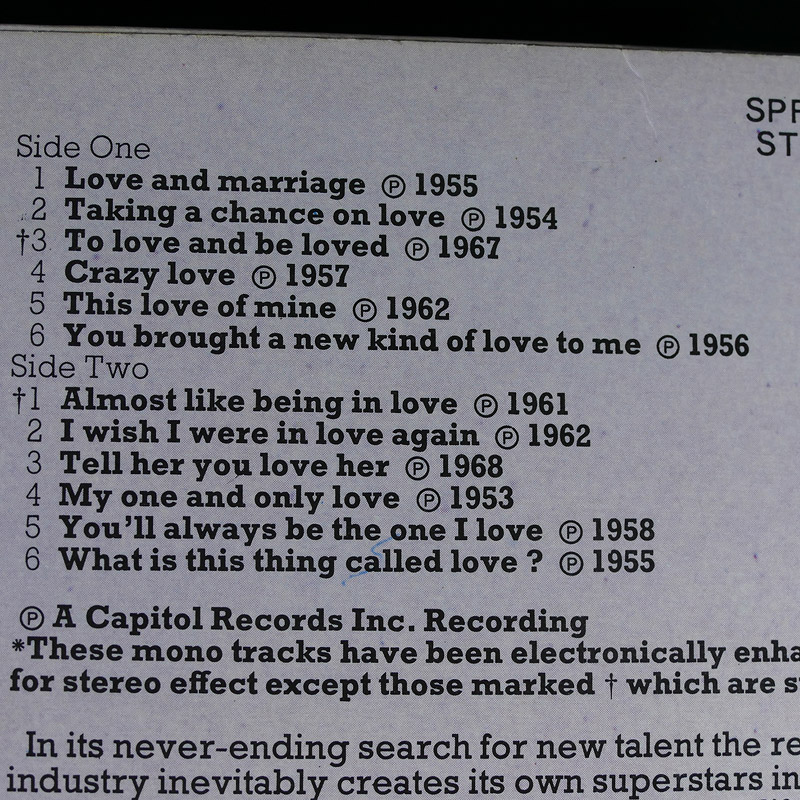 SPR
ST
Side One
1 Love and marriage ℗ 1955
2 Taking a chance on love ℗ 1954
†3 To love and be loved ℗ 1967
4 Crazy love ℗ 1957
5 This love of mine ℗ 1962
6 You brought a new kind of love to me ℗ 1956
Side Two
†1 Almost like being in love ℗ 1961
2 I wish I were in love again ℗ 1962
3 Tell her you love her ℗ 1968
4 My one and only love ℗ 1953
5 You'll always be the one I love ℗ 1958
6 What is this thing called love ? ℗ 1955
℗ A Capitol Records Inc. Recording
*These mono tracks have been electronically enha
for stereo effect except those marked † which are s
In its never-ending search for new talent the re
industry inevitably creates its own superstars in